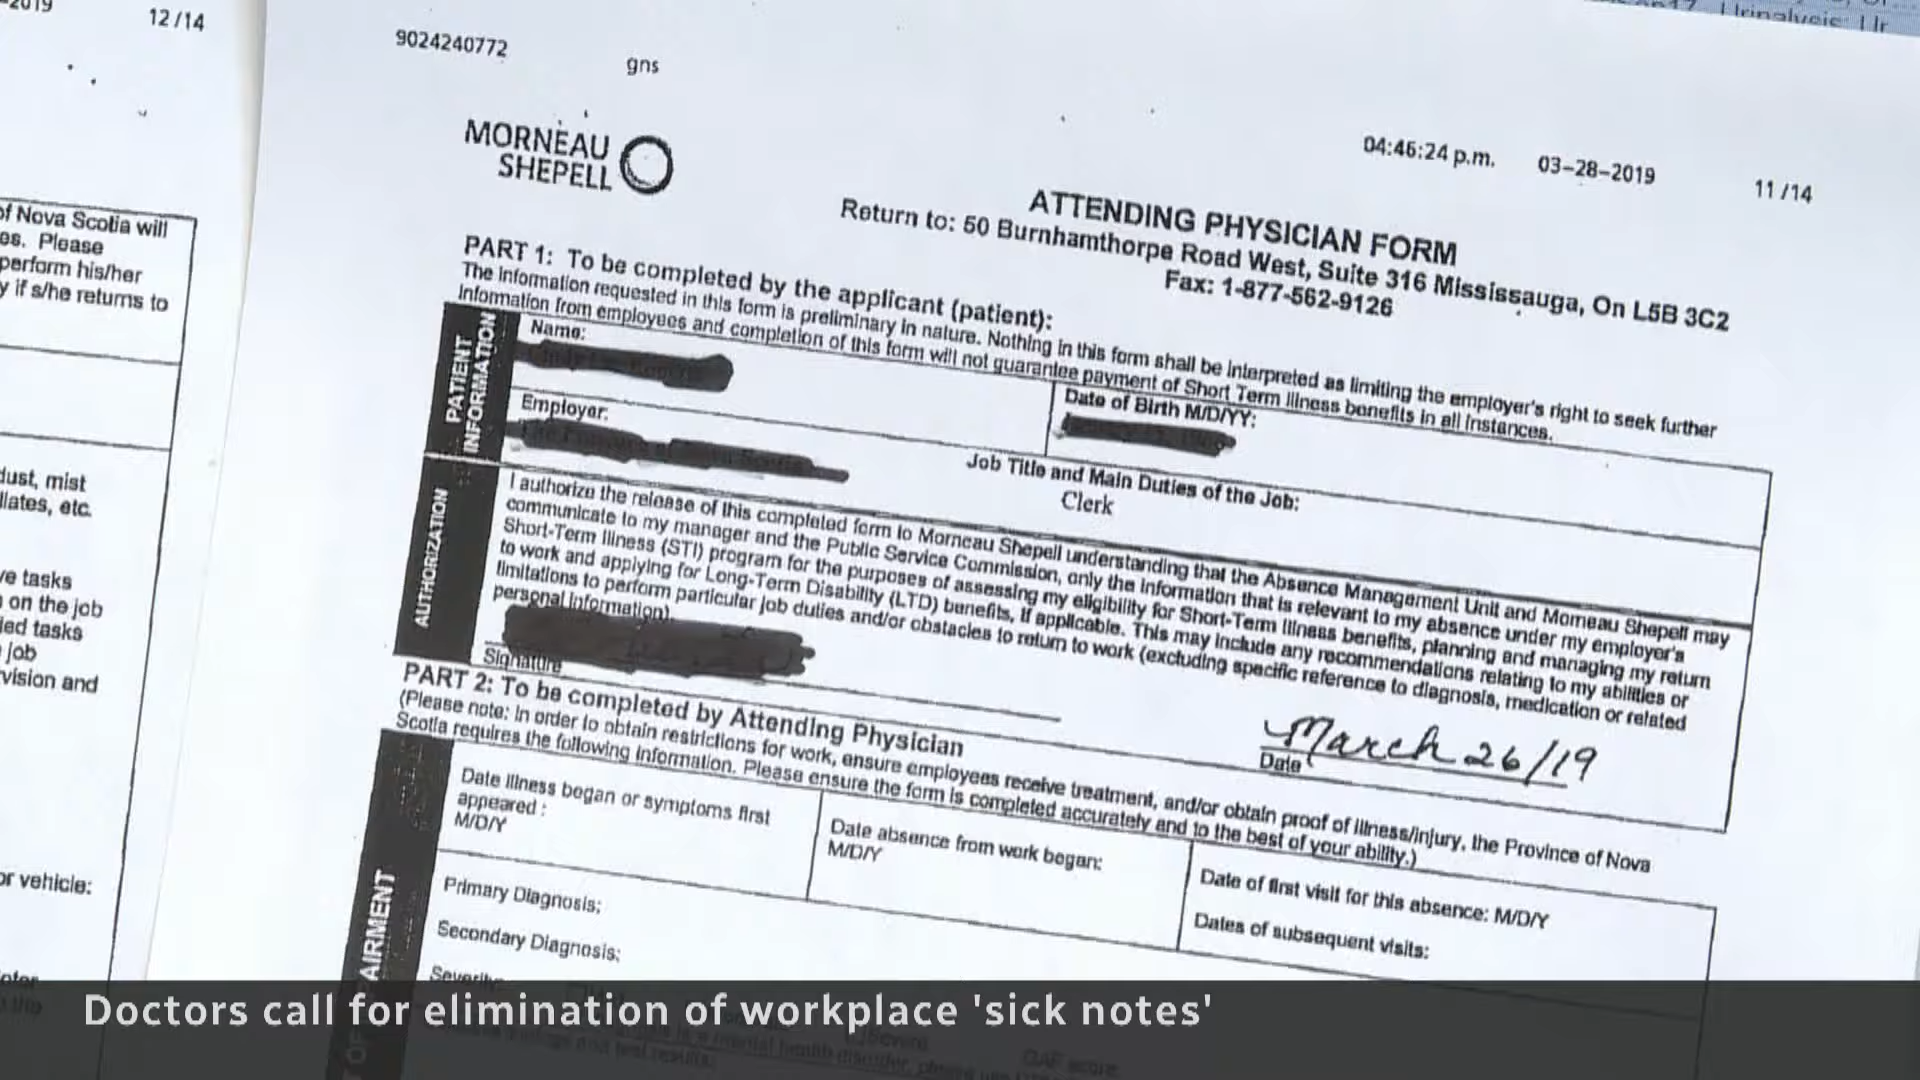 -2019
12/14
of Nova Scotia will
es. Please
perform his/her
y if s/he returns to
dust, mist
llates, etc.
ve tasks
on the job
ied tasks
job
vision and
or vehicle:
9024240772
gns
04:46:24 p.m. 03-28-2019 11/14
MORNEAU
SHEPELL
ATTENDING PHYSICIAN FORM
Return to: 50 Burnhamthorpe Road West, Suite 316 Mississauga, On L5B 3C2
Fax: 1-877-562-9126
PART 1: To be completed by the applicant (patient):
The information requested in this form is preliminary in nature. Nothing in this form shall be interpreted as limiting the employer's right to seek further
information from employees and completion of this form will not guarantee payment of Short Term Illness benefits in all instances.
PATIENT
INFORMATION
Name:
Date of Birth M/D/YY:
Employer:
Job Title and Main Duties of the Job:
Clerk
AUTHORIZATION
I authorize the release of this completed form to Morneau Shepell understanding that the Absence Management Unit and Morneau Shepell may
communicate to my manager and the Public Service Commission, only the information that is relevant to my absence under my employer's
Short-Term Illness (STI) program for the purposes of assessing my eligibility for Short-Term Illness benefits, planning and managing my return
to work and applying for Long-Term Disability (LTD) benefits, if applicable. This may include any recommendations relating to my abilities or
limitations to perform particular job duties and/or obstacles to return to work (excluding specific reference to diagnosis, medication or related
personal information).
Signature
March 26/19
Date
PART 2: To be completed by Attending Physician
(Please note: In order to obtain restrictions for work, ensure employees receive treatment, and/or obtain proof of illness/injury, the Province of Nova
Scotia requires the following information. Please ensure the form is completed accurately and to the best of your ability.)
AIRMENT
Date illness began or symptoms first
appeared :
M/D/Y
Date absence from work began:
M/D/Y
Date of first visit for this absence: M/D/Y
Dates of subsequent visits:
Primary Diagnosis;
Secondary Diagnosis;
Severity:
Doctors call for elimination of workplace 'sick notes'